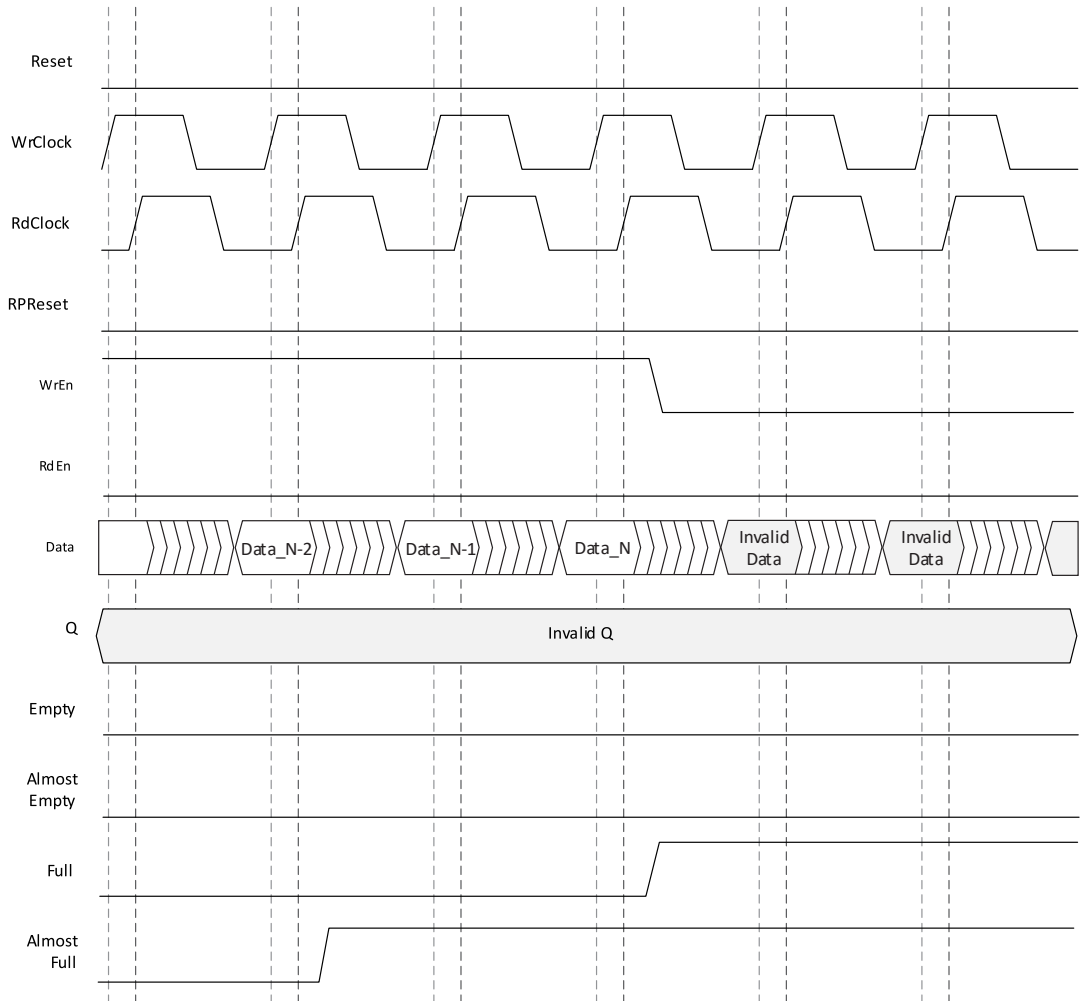 Reset
WrClock
RdClock
RPReset
WrEn
RdEn
Data
Data_N-2
Data_N-1
Data_N
Invalid
Data
Invalid
Data
Q
Invalid Q
Empty
Almost
Empty
Full
Almost
Full